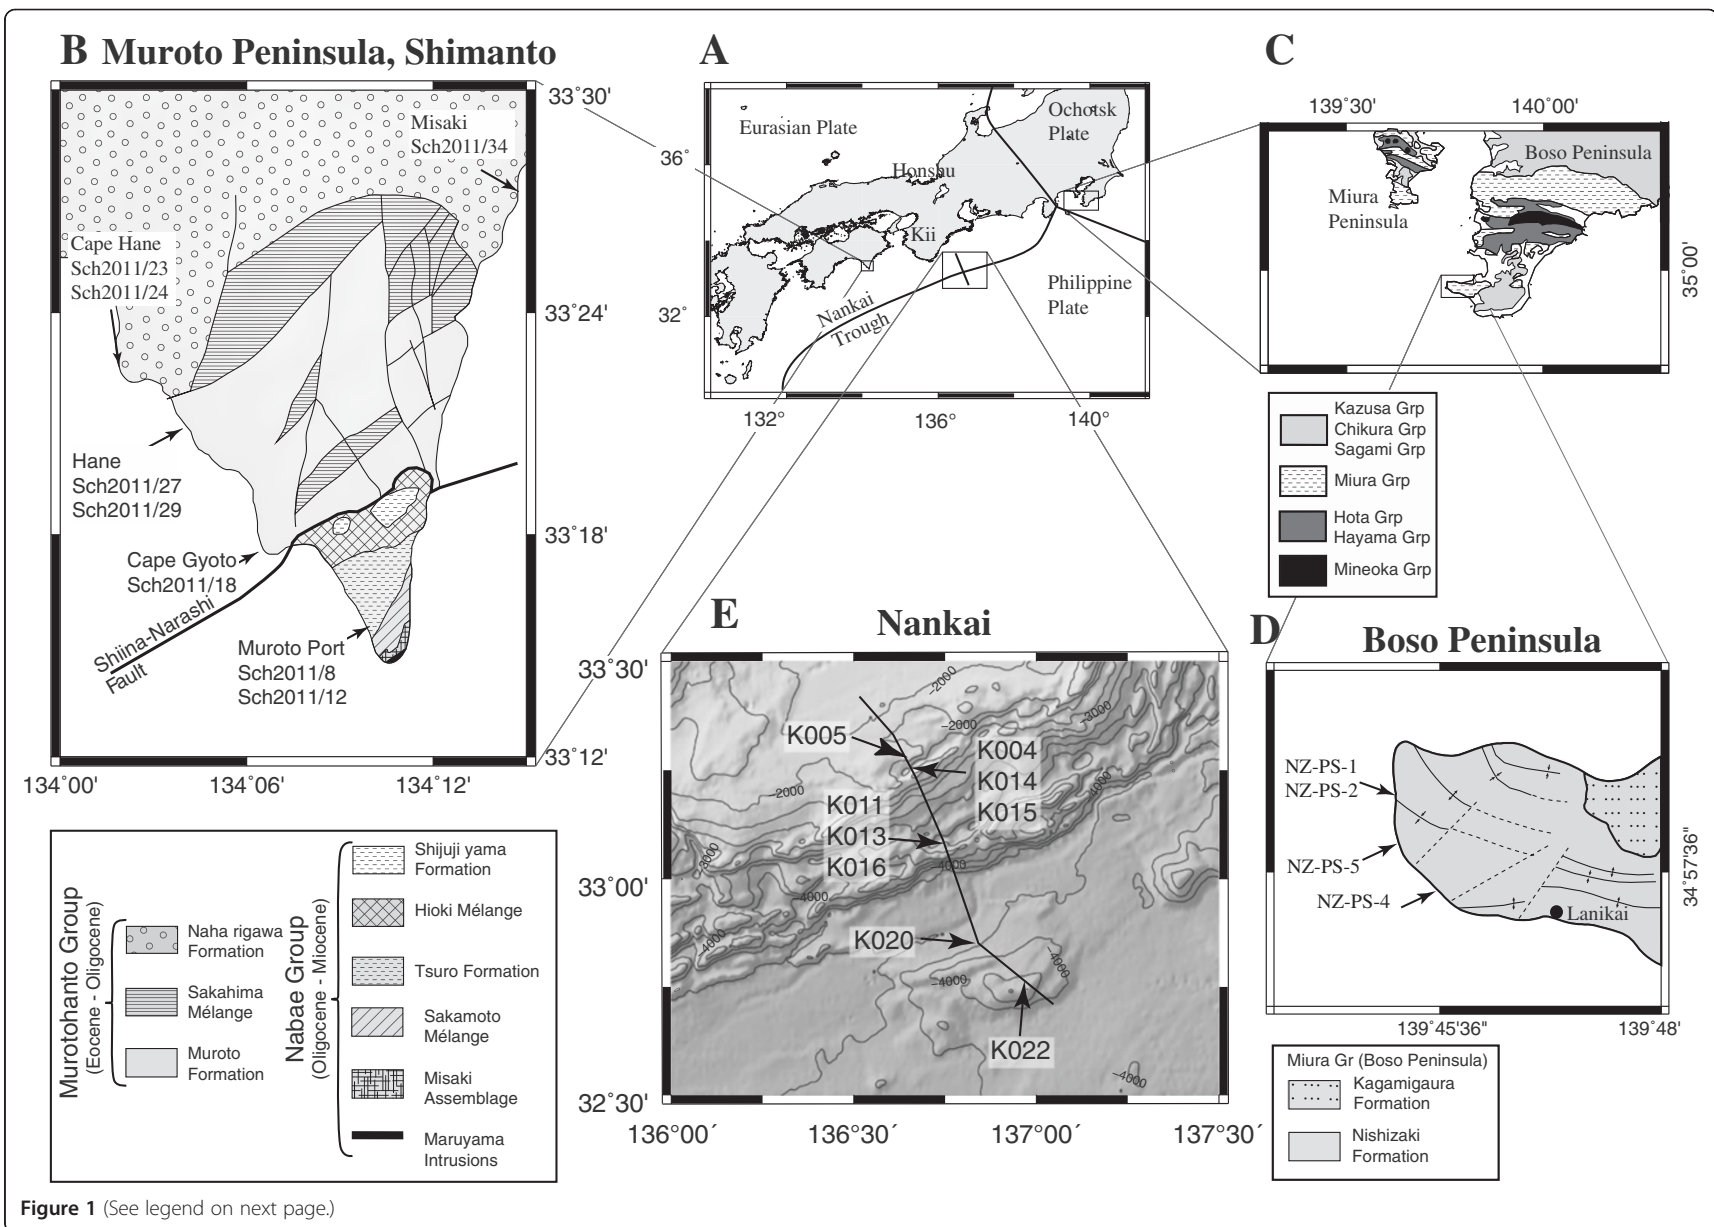 B Muroto Peninsula, Shimanto
33˚30'
33˚24'
33˚18'
33˚12'
134˚00'
134˚06'
134˚12'
Misaki
Sch2011/34
Cape Hane
Sch2011/23
Sch2011/24
Hane
Sch2011/27
Sch2011/29
Cape Gyoto
Sch2011/18
Shiina-Narashi
Fault
Muroto Port
Sch2011/8
Sch2011/12
Murotohanto Group
(Eocene - Oligocene)
Naha rigawa
Formation
Sakahima
Mélange
Muroto
Formation
Nabae Group
(Oligocene - Miocene)
Shijuji yama
Formation
Hioki Mélange
Tsuro Formation
Sakamoto
Mélange
Misaki
Assemblage
Maruyama
Intrusions
A
Eurasian Plate
Ochotsk
Plate
Honshu
Kii
Nankai
Trough
Philippine
Plate
36˚
32˚
132°
136°
140°
C
139˚30'
140˚00'
35˚00'
Boso Peninsula
Miura
Peninsula
Kazusa Grp
Chikura Grp
Sagami Grp
Miura Grp
Hota Grp
Hayama Grp
Mineoka Grp
E Nankai
33˚30'
33˚00'
32˚30'
136˚00´
136˚30´
137˚00´
137˚30´
-2000
-2000
-3000
-4000
-2000
-3000
-4000
-4000
-4000
-4000
-4000
-4000
K005
K004
K014
K015
K011
K013
K016
K020
K022
D Boso Peninsula
NZ-PS-1
NZ-PS-2
NZ-PS-5
NZ-PS-4
Lanikai
34˚57'36"
139˚45'36"
139˚48'
Miura Gr (Boso Peninsula)
Kagamigaura
Formation
Nishizaki
Formation
Figure 1 (See legend on next page.)